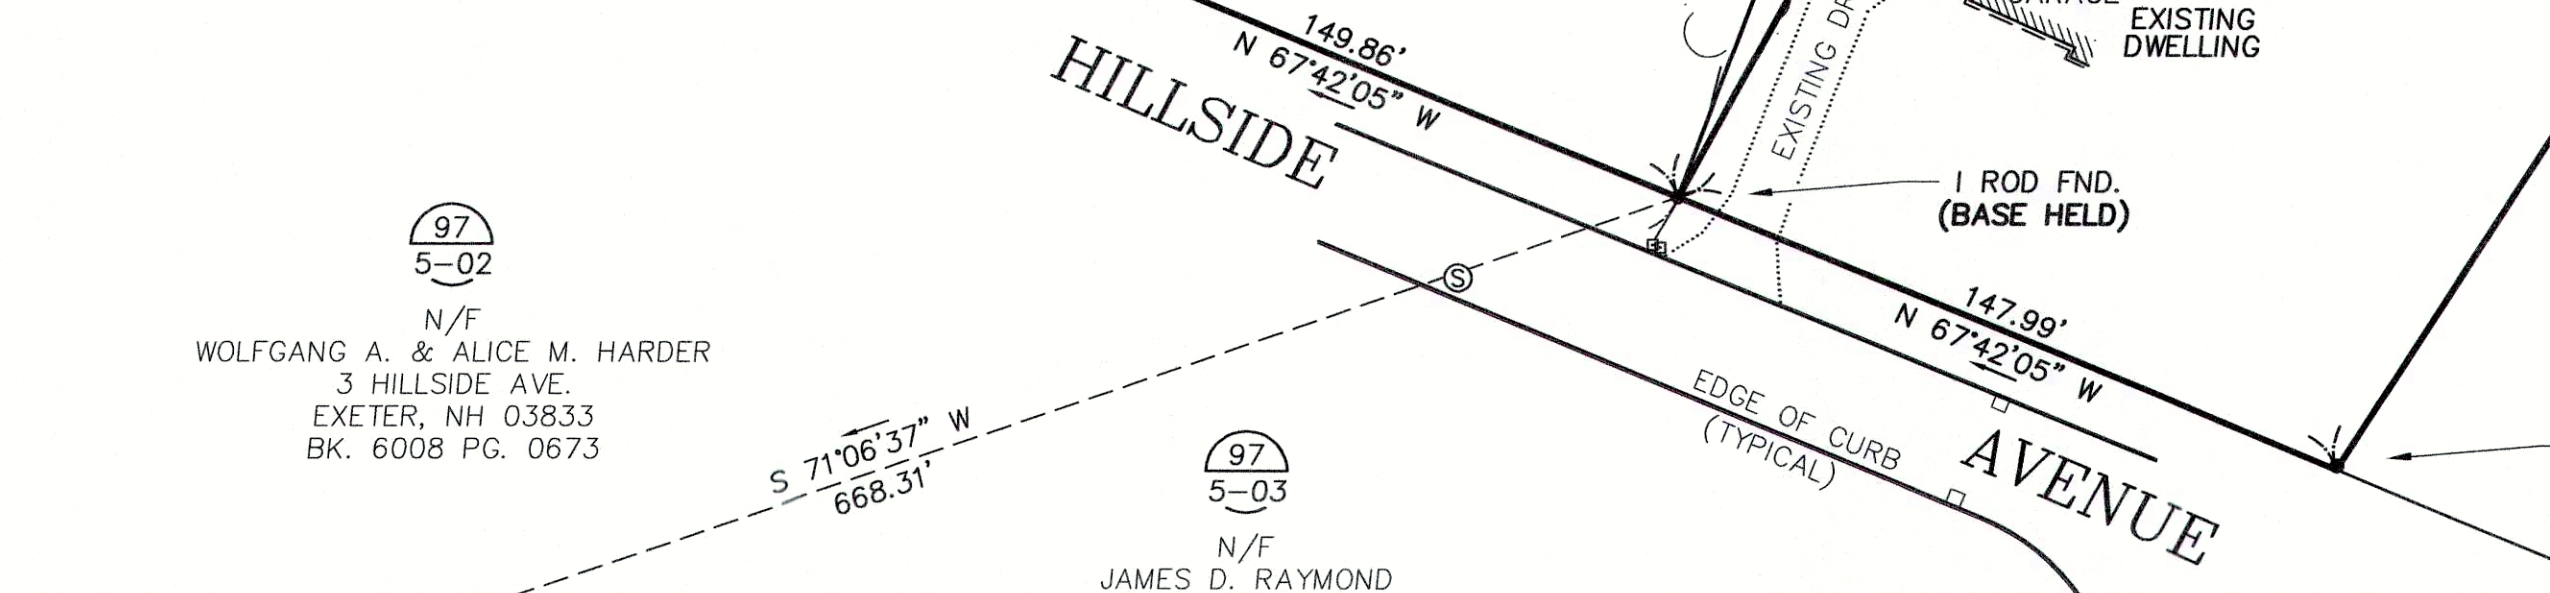 149.86'
N 67°42'05" W
HILLSIDE
EXISTING
DWELLING
EXISTING
1 ROD FND.
(BASE HELD)
97
5-02
N/F
WOLFGANG A. & ALICE M. HARDER
3 HILLSIDE AVE.
EXETER, NH 03833
BK. 6008 PG. 0673
S
147.99'
N 67°42'05" W
EDGE OF CURB
(TYPICAL)
AVENUE
S 71°06'37" W
668.31'
97
5-03
N/F
JAMES D. RAYMOND